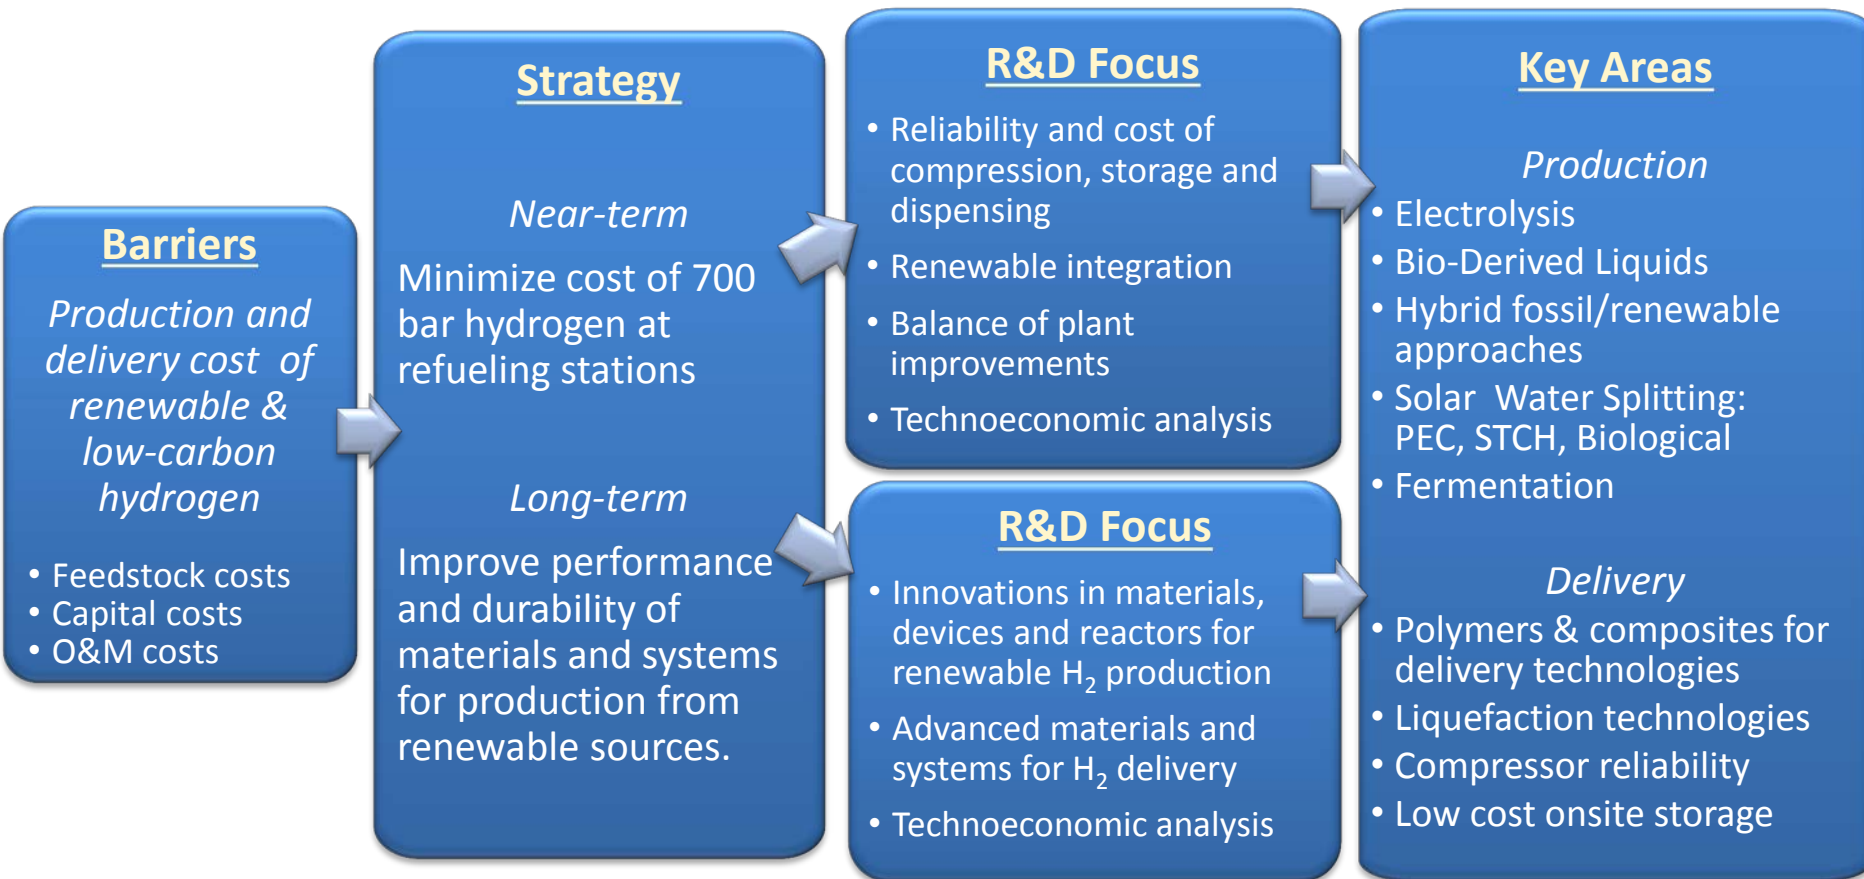 Barriers
Production and
delivery cost of
renewable &
low-carbon
hydrogen
• Feedstock costs
• Capital costs
• O&M costs
Strategy
Near-term
Minimize cost of 700
bar hydrogen at
refueling stations
Long-term
Improve performance
and durability of
materials and systems
for production from
renewable sources.
R&D Focus
• Reliability and cost of
compression, storage and
dispensing
• Renewable integration
• Balance of plant
improvements
• Technoeconomic analysis
R&D Focus
• Innovations in materials,
devices and reactors for
renewable H₂ production
• Advanced materials and
systems for H₂ delivery
• Technoeconomic analysis
Key Areas
Production
• Electrolysis
• Bio-Derived Liquids
• Hybrid fossil/renewable
approaches
• Solar Water Splitting:
PEC, STCH, Biological
• Fermentation
Delivery
• Polymers & composites for
delivery technologies
• Liquefaction technologies
• Compressor reliability
• Low cost onsite storage